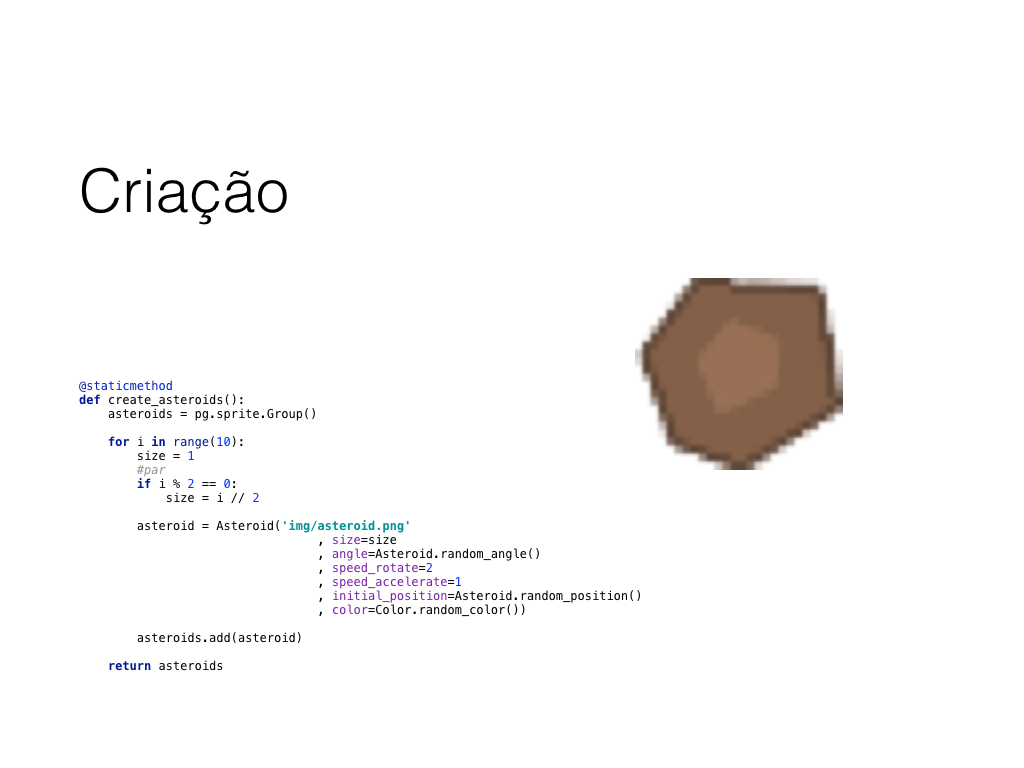 Criação
@staticmethod
def create_asteroids():
    asteroids = pg.sprite.Group()
    for i in range(10):
        size = 1
        #par
        if i % 2 == 0:
            size = i // 2
        asteroid = Asteroid('img/asteroid.png'
                                 , size=size
                                 , angle=Asteroid.random_angle()
                                 , speed_rotate=2
                                 , speed_accelerate=1
                                 , initial_position=Asteroid.random_position()
                                 , color=Color.random_color())
        asteroids.add(asteroid)
    return asteroids